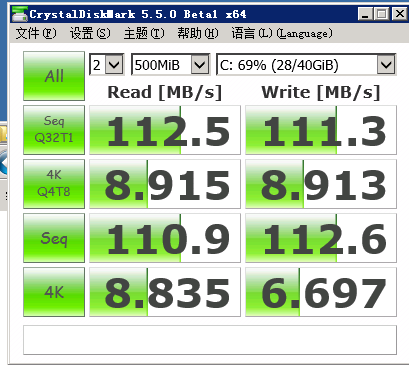 CrystalDiskMark 5.5.0 Beta1 x64
文件(F) 设置(S) 主题(T) 帮助(H) 语言(L)(Language)
All 2 500MiB C: 69% (28/40GiB)
Read [MB/s] Write [MB/s]
Seq Q32T1 112.5 111.3
4K Q4T8 8.915 8.913
Seq 110.9 112.6
4K 8.835 6.697